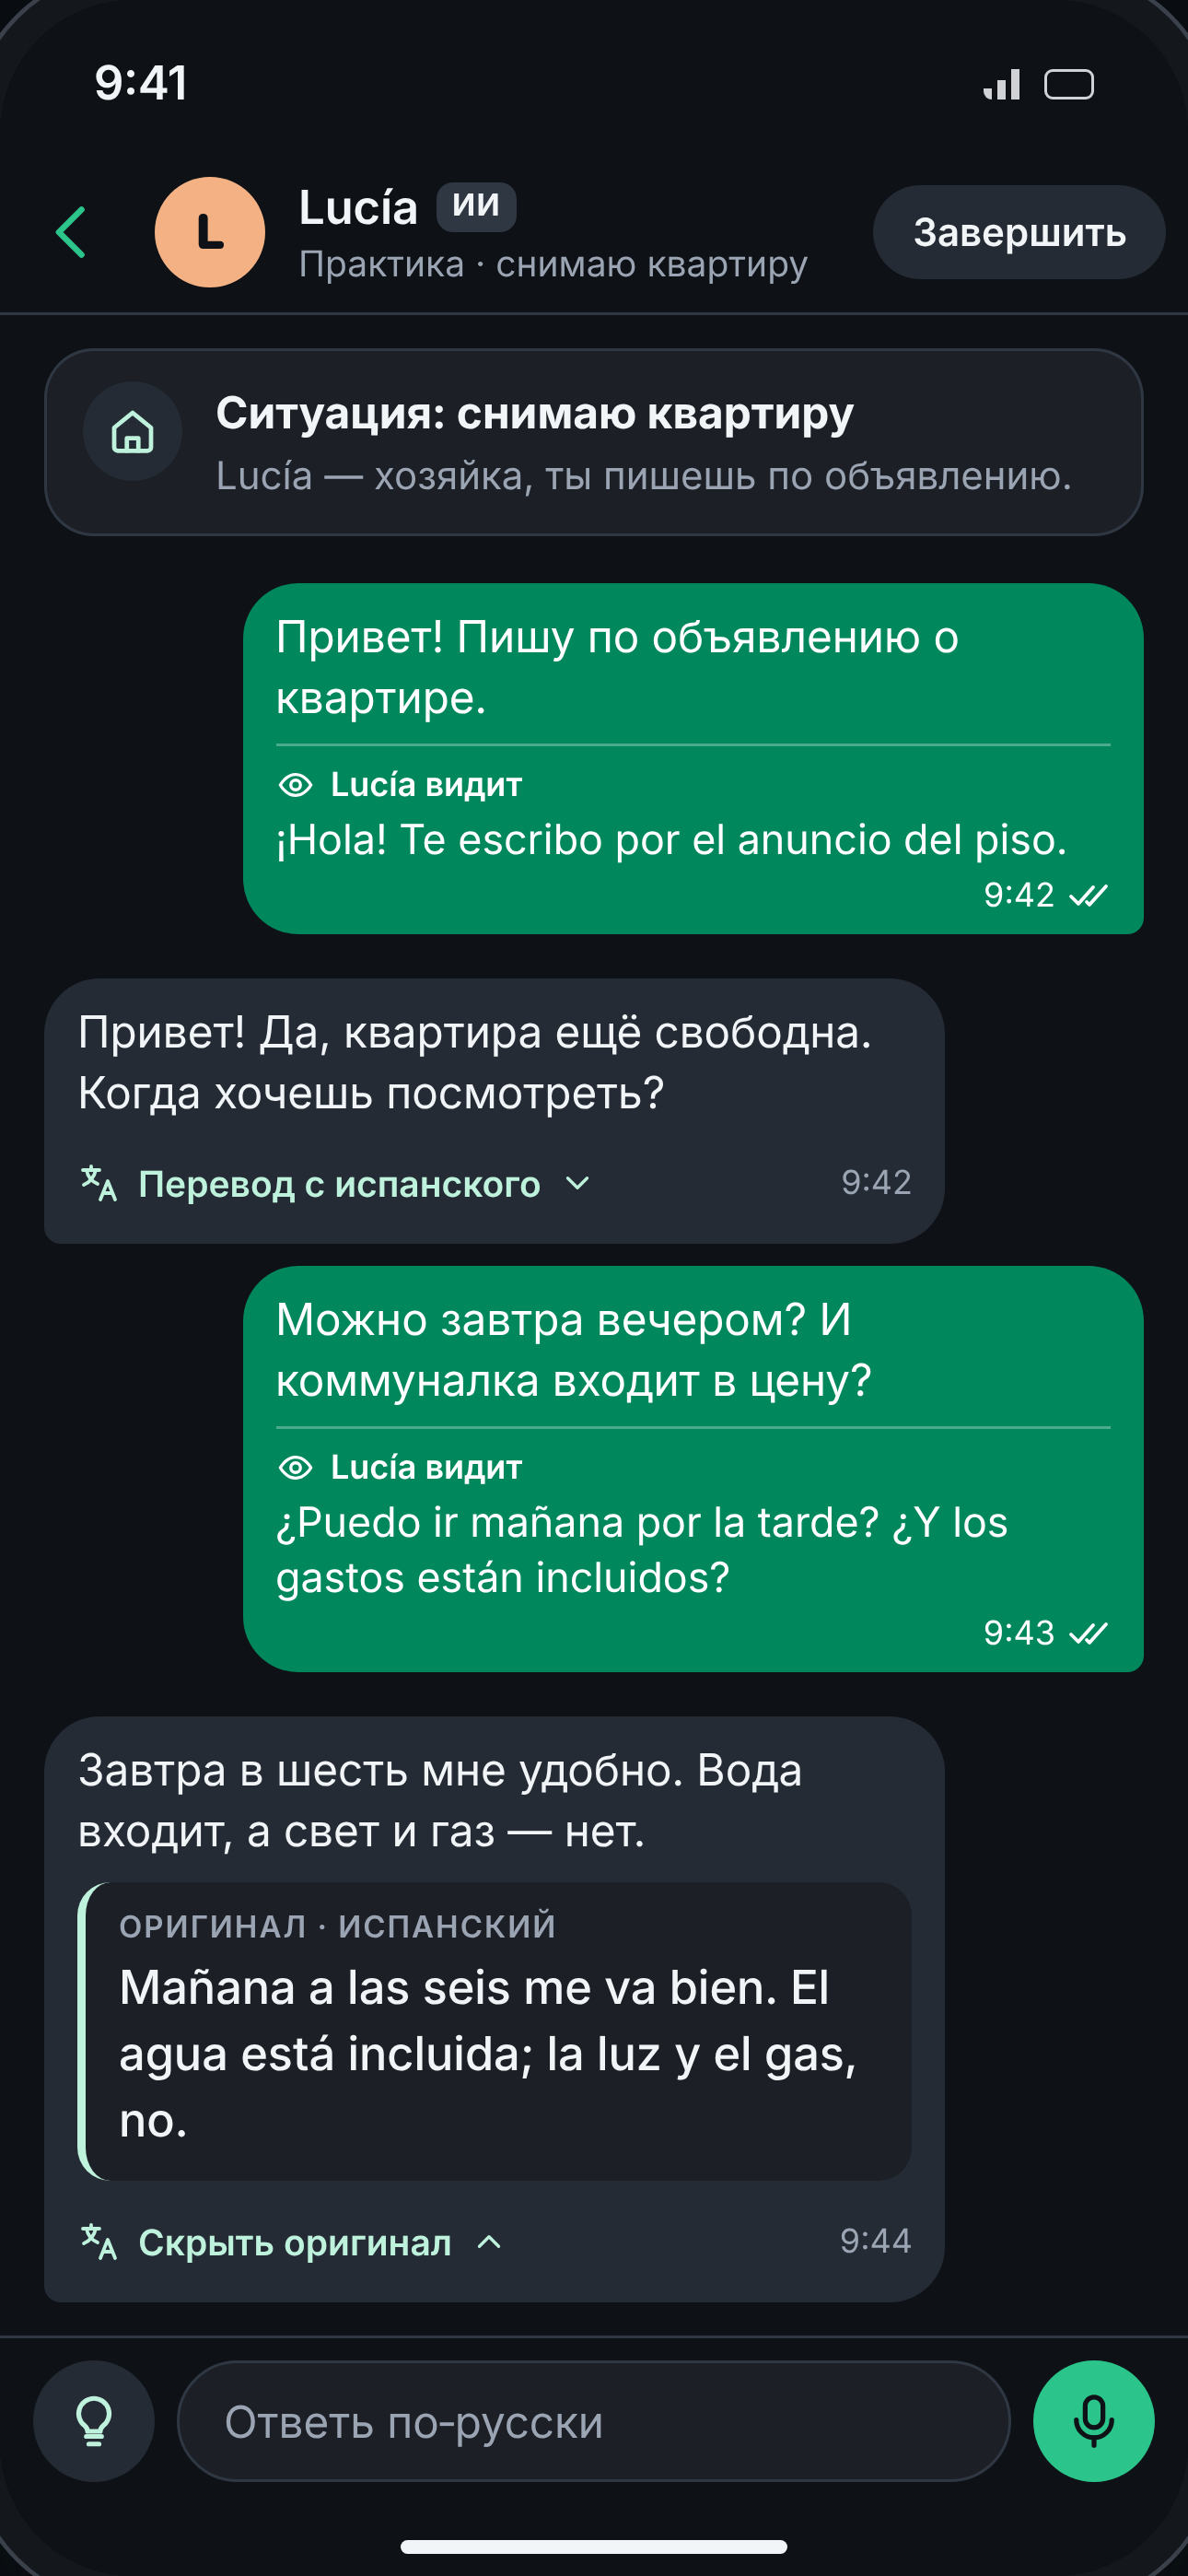 9:41
L
Lucía ИИ
Практика · снимаю квартиру
Завершить
Ситуация: снимаю квартиру
Lucía — хозяйка, ты пишешь по объявлению.
Привет! Пишу по объявлению о
квартире.
Lucía видит
¡Hola! Te escribo por el anuncio del piso.
9:42
Привет! Да, квартира ещё свободна.
Когда хочешь посмотреть?
Перевод с испанского
9:42
Можно завтра вечером? И
коммуналка входит в цену?
Lucía видит
¿Puedo ir mañana por la tarde? ¿Y los
gastos están incluidos?
9:43
Завтра в шесть мне удобно. Вода
входит, а свет и газ — нет.
ОРИГИНАЛ · ИСПАНСКИЙ
Mañana a las seis me va bien. El
agua está incluida; la luz y el gas,
no.
Скрыть оригинал
9:44
Ответь по-русски